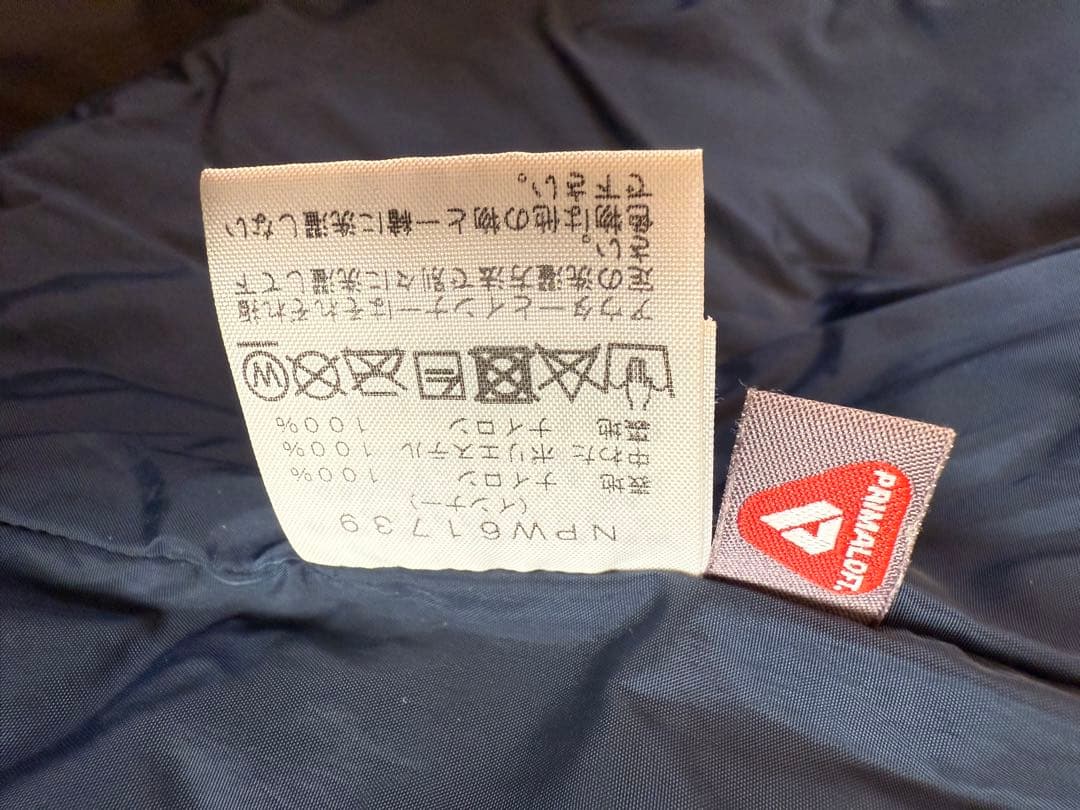 NPW61739
(インナー)
表地 ナイロン 100%
中わた ポリエステル 100%
裏地 ナイロン 100%
W
アウターとインナーはそれぞれ指
定の洗濯方法で別々に洗濯して下
さい。
色物は他の物と一緒に洗濯しない
で下さい。
PRIMALOFT.